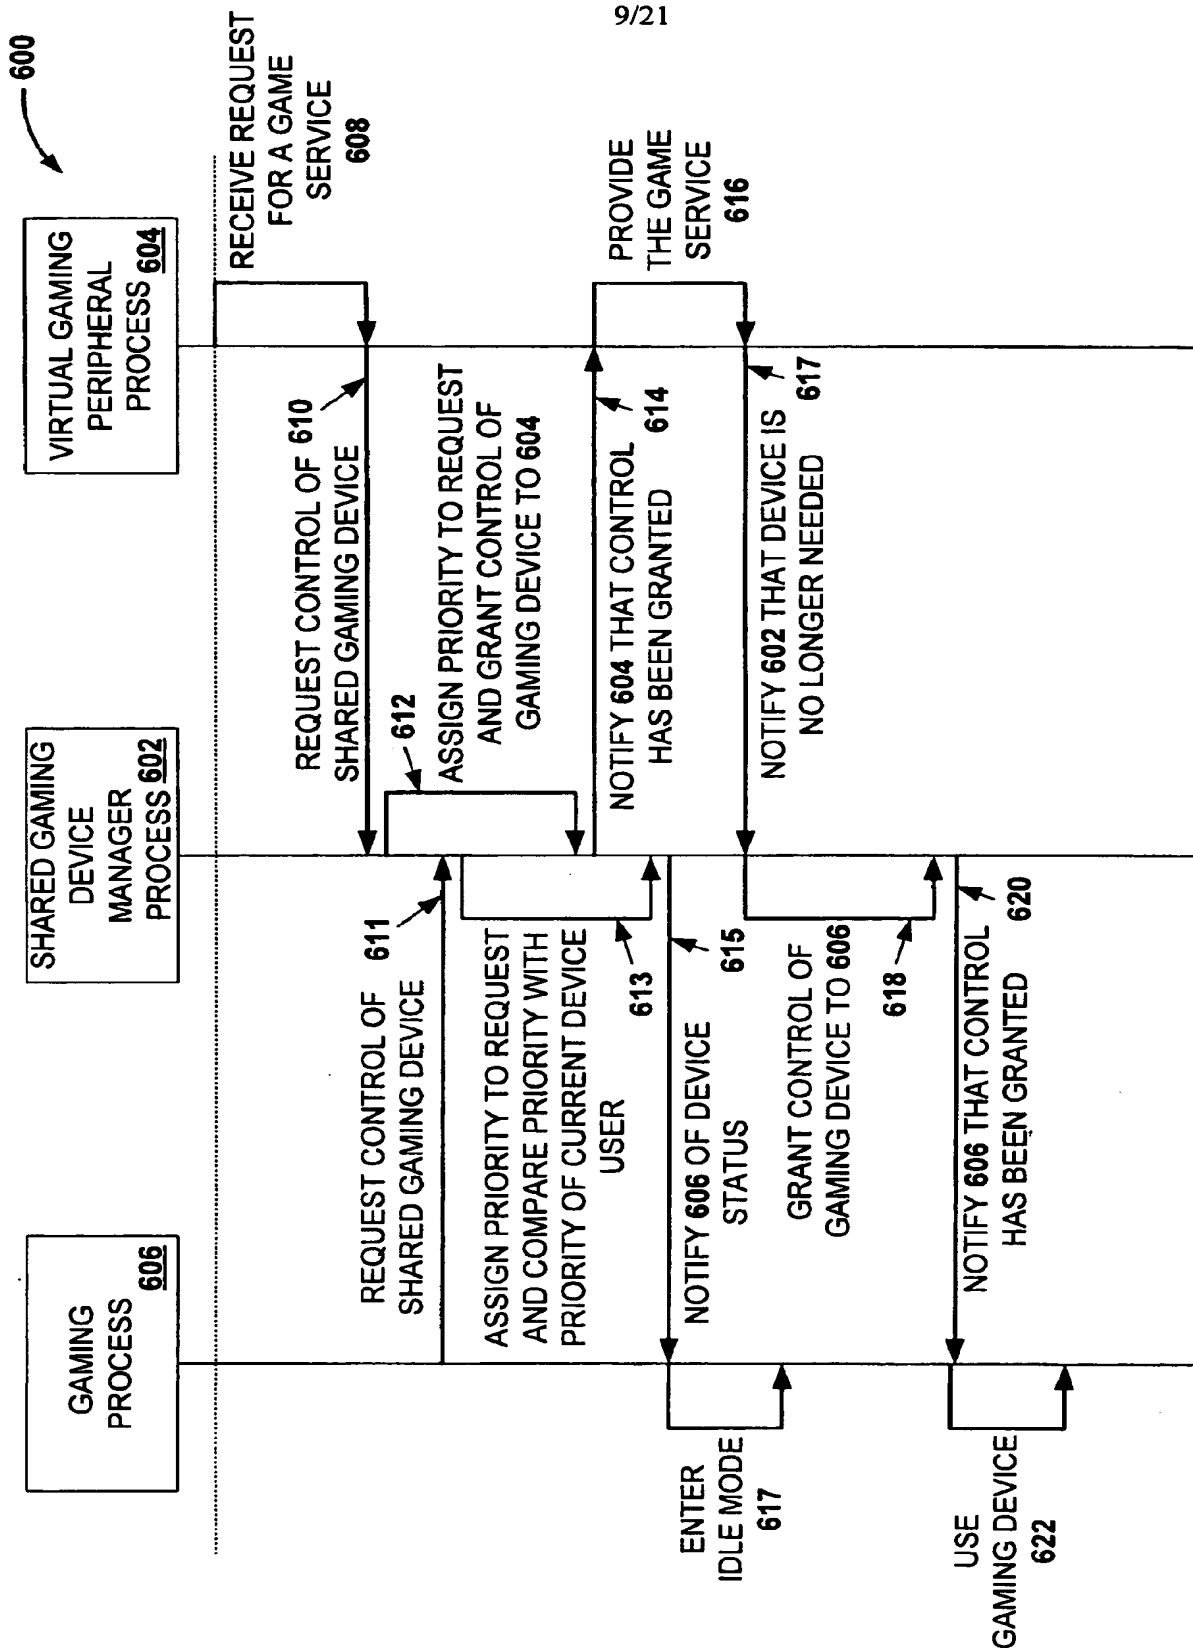 9/21
600
GAMING
PROCESS
606
SHARED GAMING
DEVICE
MANAGER
PROCESS 602
VIRTUAL GAMING
PERIPHERAL
PROCESS 604
RECEIVE REQUEST
FOR A GAME
SERVICE
608
REQUEST CONTROL OF
SHARED GAMING DEVICE
610
REQUEST CONTROL OF
SHARED GAMING DEVICE
611
612
ASSIGN PRIORITY TO REQUEST
AND GRANT CONTROL OF
GAMING DEVICE TO 604
ASSIGN PRIORITY TO REQUEST
AND COMPARE PRIORITY WITH
PRIORITY OF CURRENT DEVICE
USER
613
NOTIFY 604 THAT CONTROL
HAS BEEN GRANTED
614
PROVIDE
THE GAME
SERVICE
616
NOTIFY 606 OF DEVICE
STATUS
615
ENTER
IDLE MODE
617
NOTIFY 602 THAT DEVICE IS
NO LONGER NEEDED
617
GRANT CONTROL OF
GAMING DEVICE TO 606
618
NOTIFY 606 THAT CONTROL
HAS BEEN GRANTED
620
USE
GAMING DEVICE
622